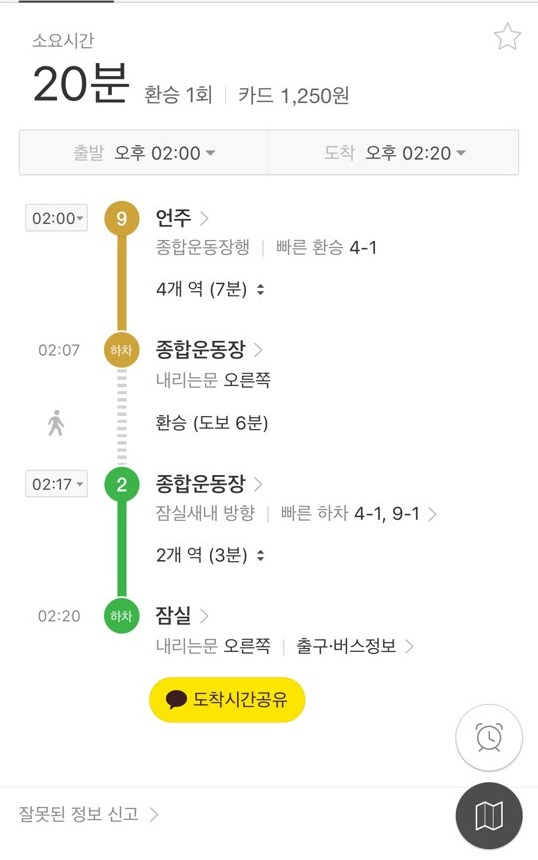 소요시간
20분 환승 1회 | 카드 1,250원
출발 오후 02:00 도착 오후 02:20
02:00 9 언주
종합운동장행 | 빠른 환승 4-1
4개 역 (7분)
02:07 하차 종합운동장
내리는문 오른쪽
환승 (도보 6분)
02:17 2 종합운동장
잠실새내 방향 | 빠른 하차 4-1, 9-1
2개 역 (3분)
02:20 하차 잠실
내리는문 오른쪽 | 출구·버스정보
도착시간공유
잘못된 정보 신고